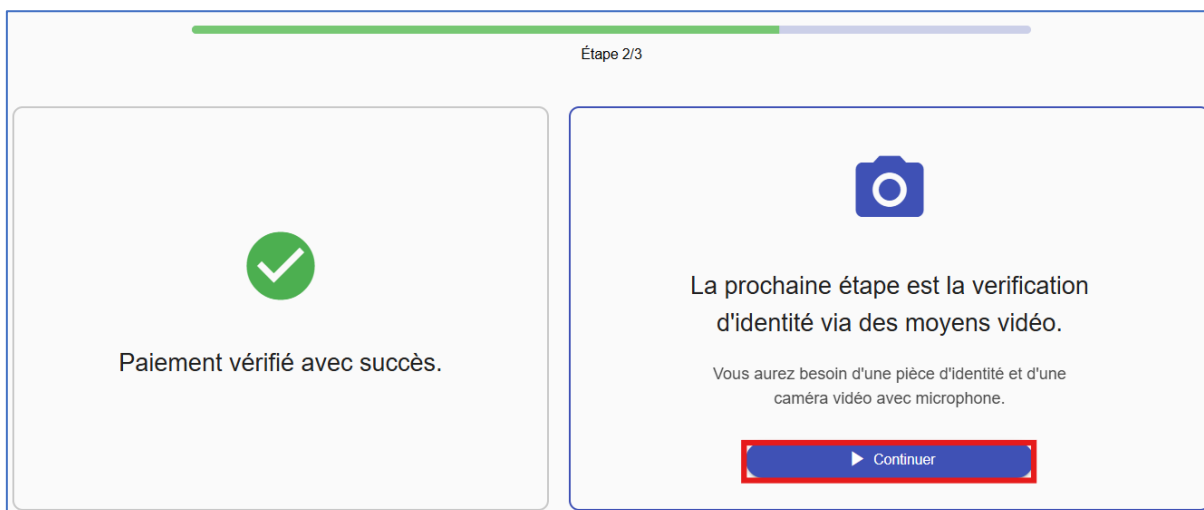 Étape 2/3
Paiement vérifié avec succès.
La prochaine étape est la verification
d'identité via des moyens vidéo.
Vous aurez besoin d'une pièce d'identité et d'une
caméra vidéo avec microphone.
Continuer